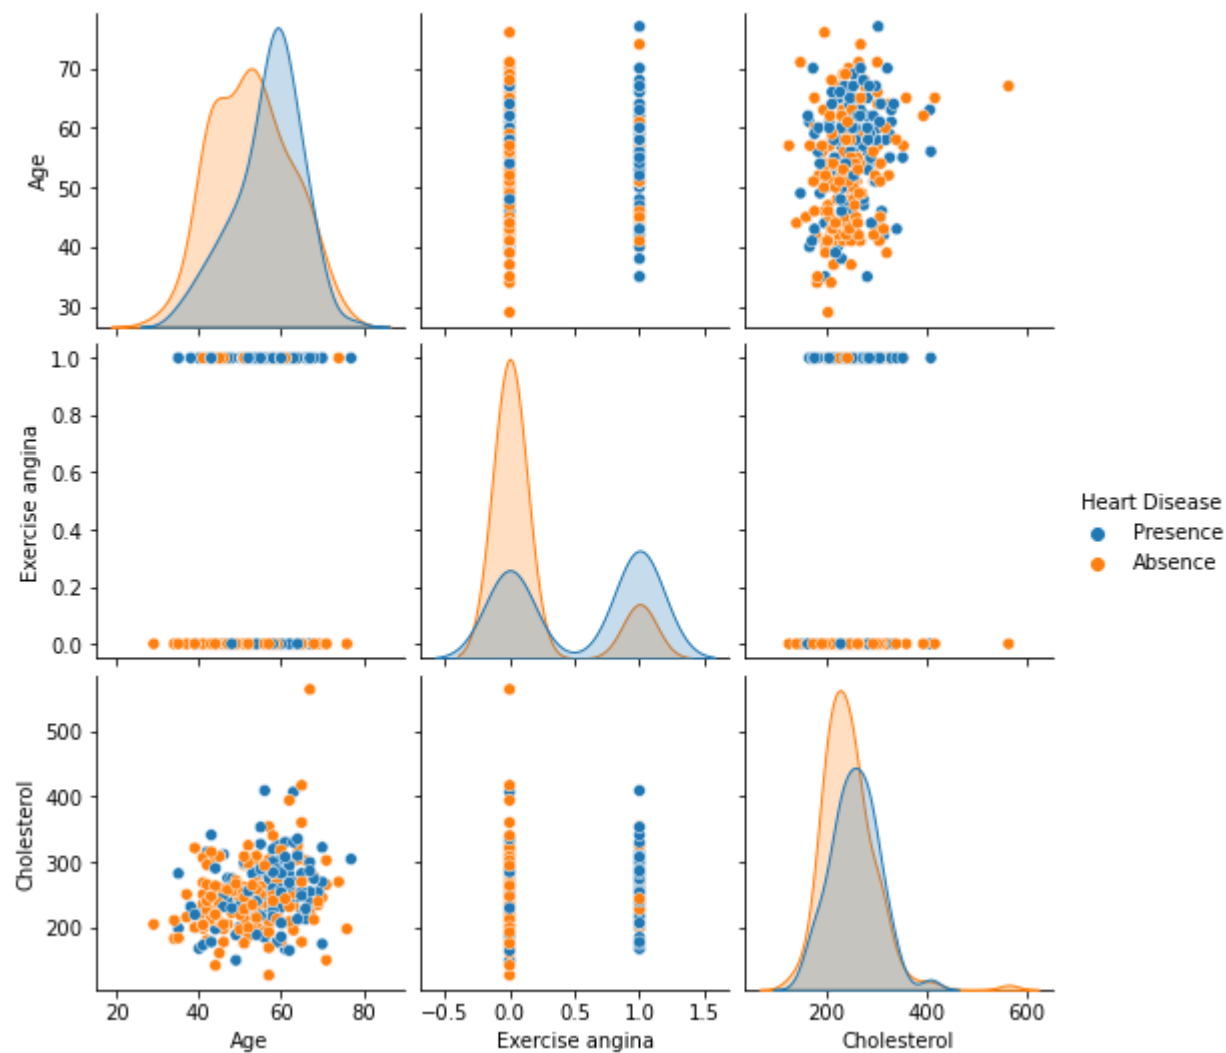 Age
70
60
50
40
30
Exercise angina
1.0
0.8
0.6
0.4
0.2
0.0
Heart Disease
Presence
Absence
Cholesterol
500
400
300
200
20 40 60 80
Age
−0.5 0.0 0.5 1.0 1.5
Exercise angina
200 400 600
Cholesterol